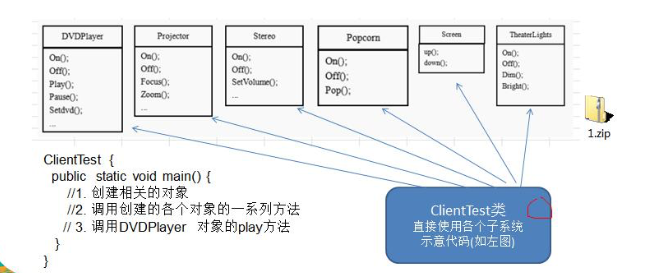 DVDPlayer
On();
Off();
Play();
Pause();
Setdvd();
...
Projector
On();
Off();
Focus();
Zoom();
...
Stereo
On();
Off();
SetVolume();
...
Popcorn
On();
Off();
Pop();
Screen
up();
down();
TheaterLights
On();
Off();
Dim();
Bright();
1.zip
ClientTest {
public static void main() {
//1. 创建相关的对象
//2. 调用创建的各个对象的一系列方法
// 3. 调用DVDPlayer 对象的play方法
}
}
ClientTest类
直接使用各个子系统
示意代码(如左图)